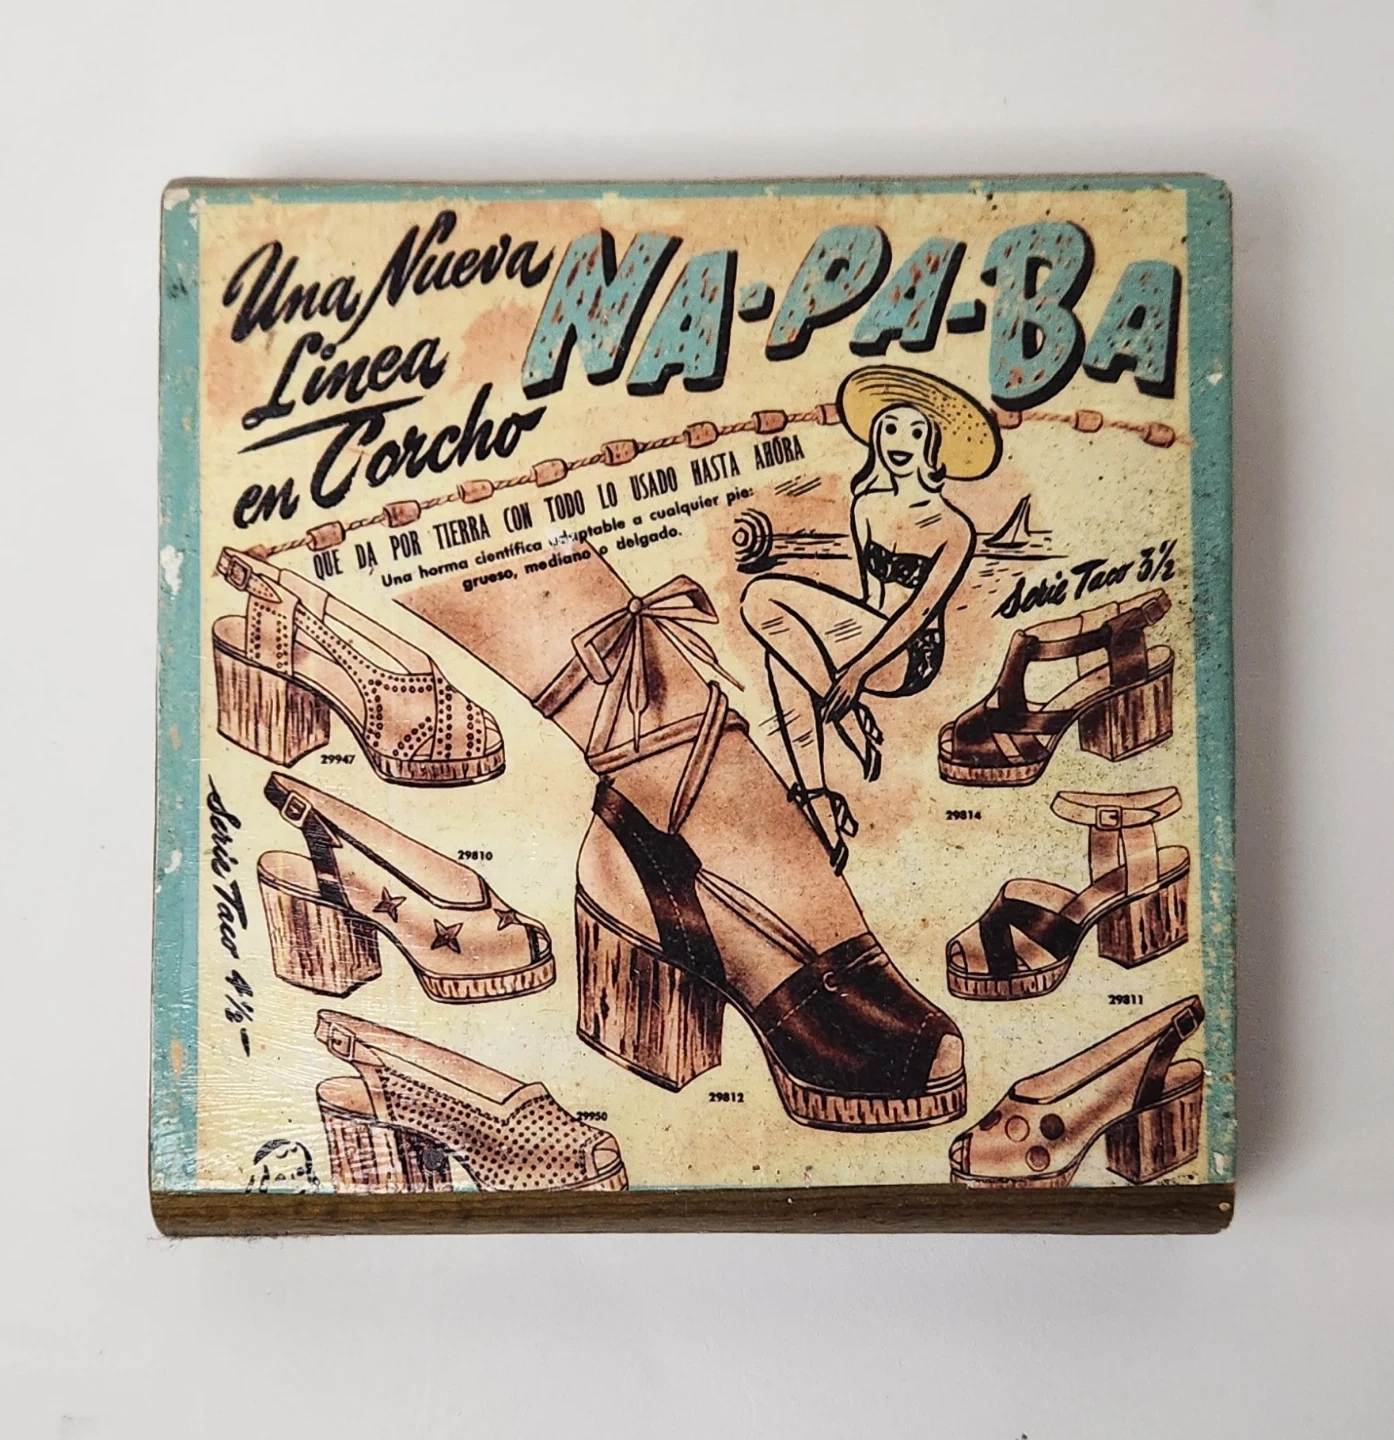 Una Nueva
Linea
en Corcho
NA-PA-BA
QUE DA POR TIERRA CON TODO LO USADO HASTA AHÓRA
Una horma científica adaptable a cualquier pie:
grueso, mediano o delgado.
Serie Taco 3½
29947
29814
Serie Taco 4½-
29810
29811
29812
29950